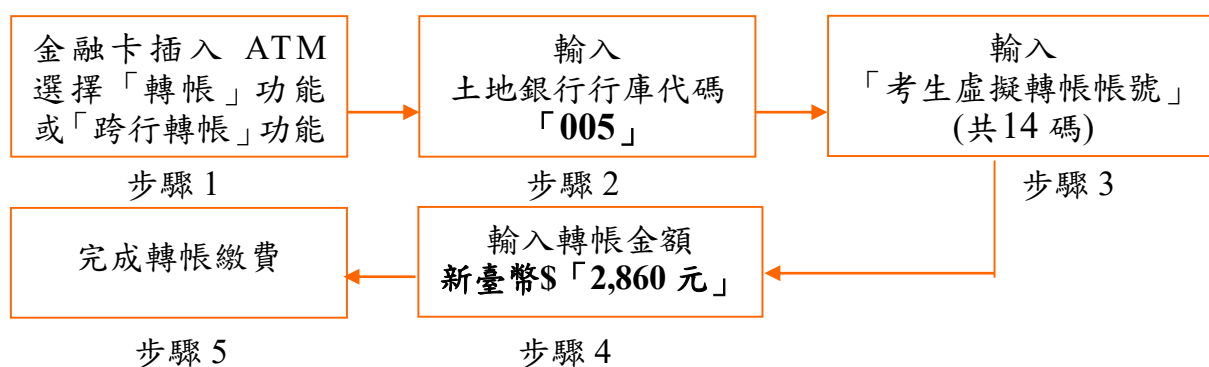 金融卡插入 ATM
選擇「轉帳」功能
或「跨行轉帳」功能
步驟 1
輸入
土地銀行行庫代碼
「005」
步驟 2
輸入
「考生虛擬轉帳帳號」
(共14 碼)
步驟 3
輸入轉帳金額
新臺幣$「2,860 元」
步驟 4
完成轉帳繳費
步驟 5